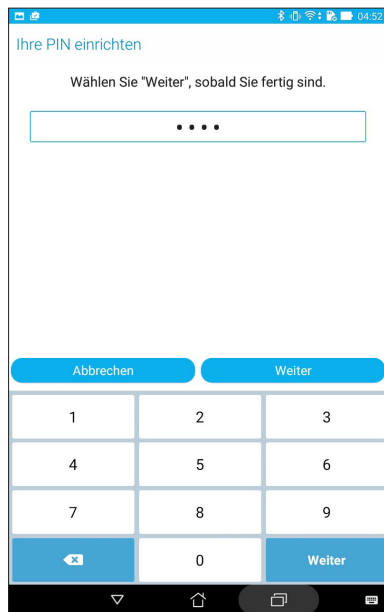 04:52
Ihre PIN einrichten
Wählen Sie "Weiter", sobald Sie fertig sind.
••••
Abbrechen Weiter
1 2 3
4 5 6
7 8 9
0 Weiter